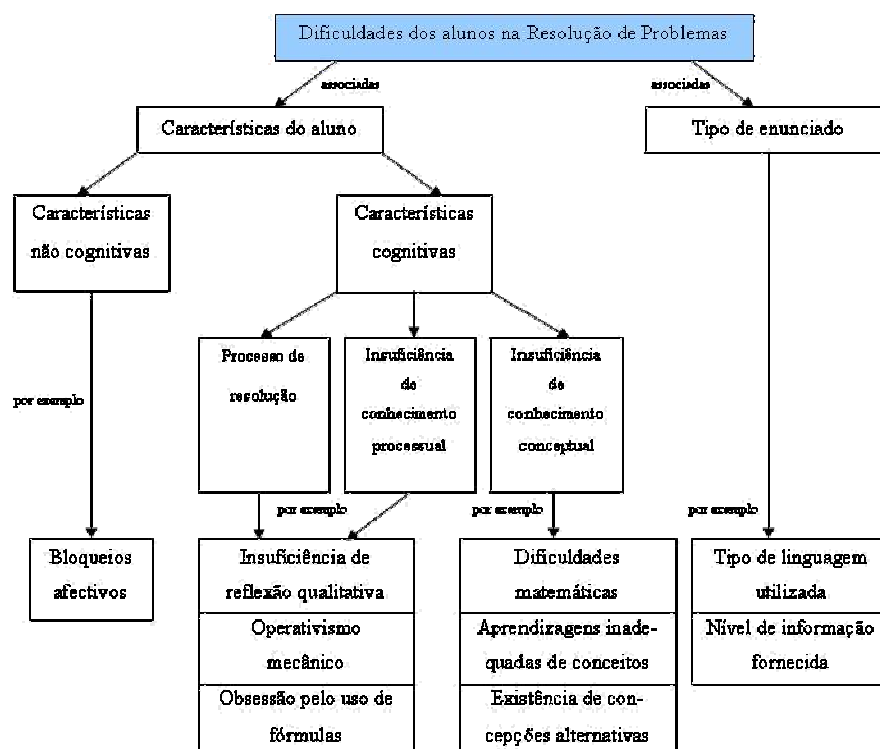 Dificuldades dos alunos na Resolução de Problemas
associadas
associadas
Características do aluno
Tipo de enunciado
Características
não cognitivas
Características
cognitivas
Processo de
resolução
Insuficiência
de
conhecimento
processual
Insuficiência
de
conhecimento
conceptual
por exemplo
por exemplo
por exemplo
por exemplo
Bloqueios
afectivos
Insuficiência de
reflexão qualitativa
Operativismo
mecânico
Obsessão pelo uso de
fórmulas
Dificuldades
matemáticas
Aprendizagens inade-
quadas de conceitos
Existência de con-
cepções alternativas
Tipo de linguagem
utilizada
Nível de informação
fornecida